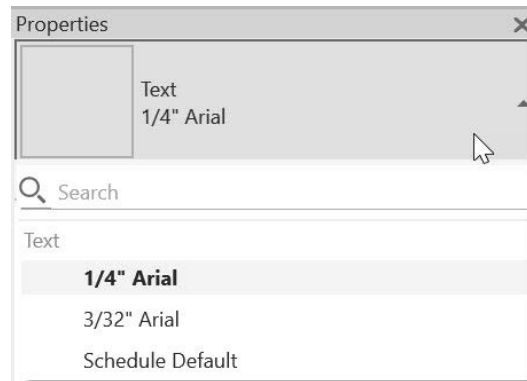 Properties
Text
1/4" Arial
Search
Text
1/4" Arial
3/32" Arial
Schedule Default